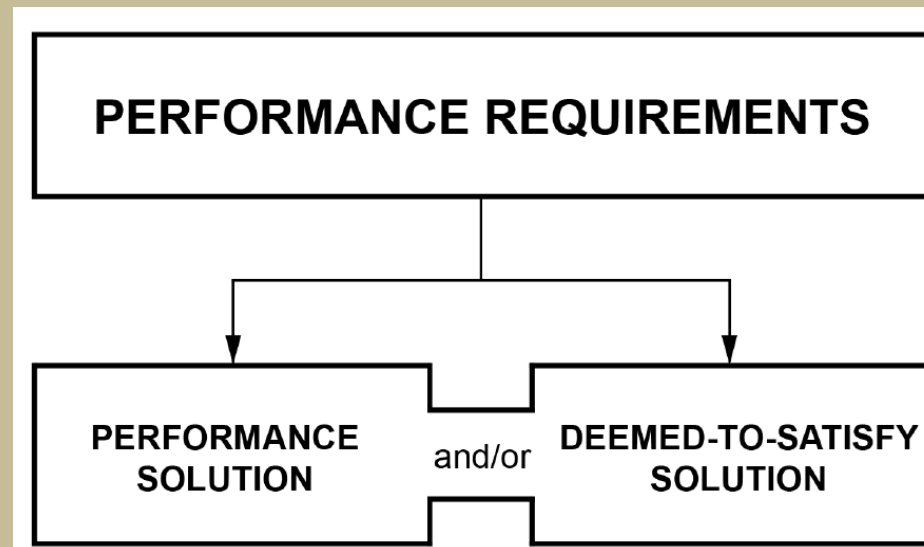 PERFORMANCE REQUIREMENTS
PERFORMANCE
SOLUTION
and/or
DEEMED-TO-SATISFY
SOLUTION